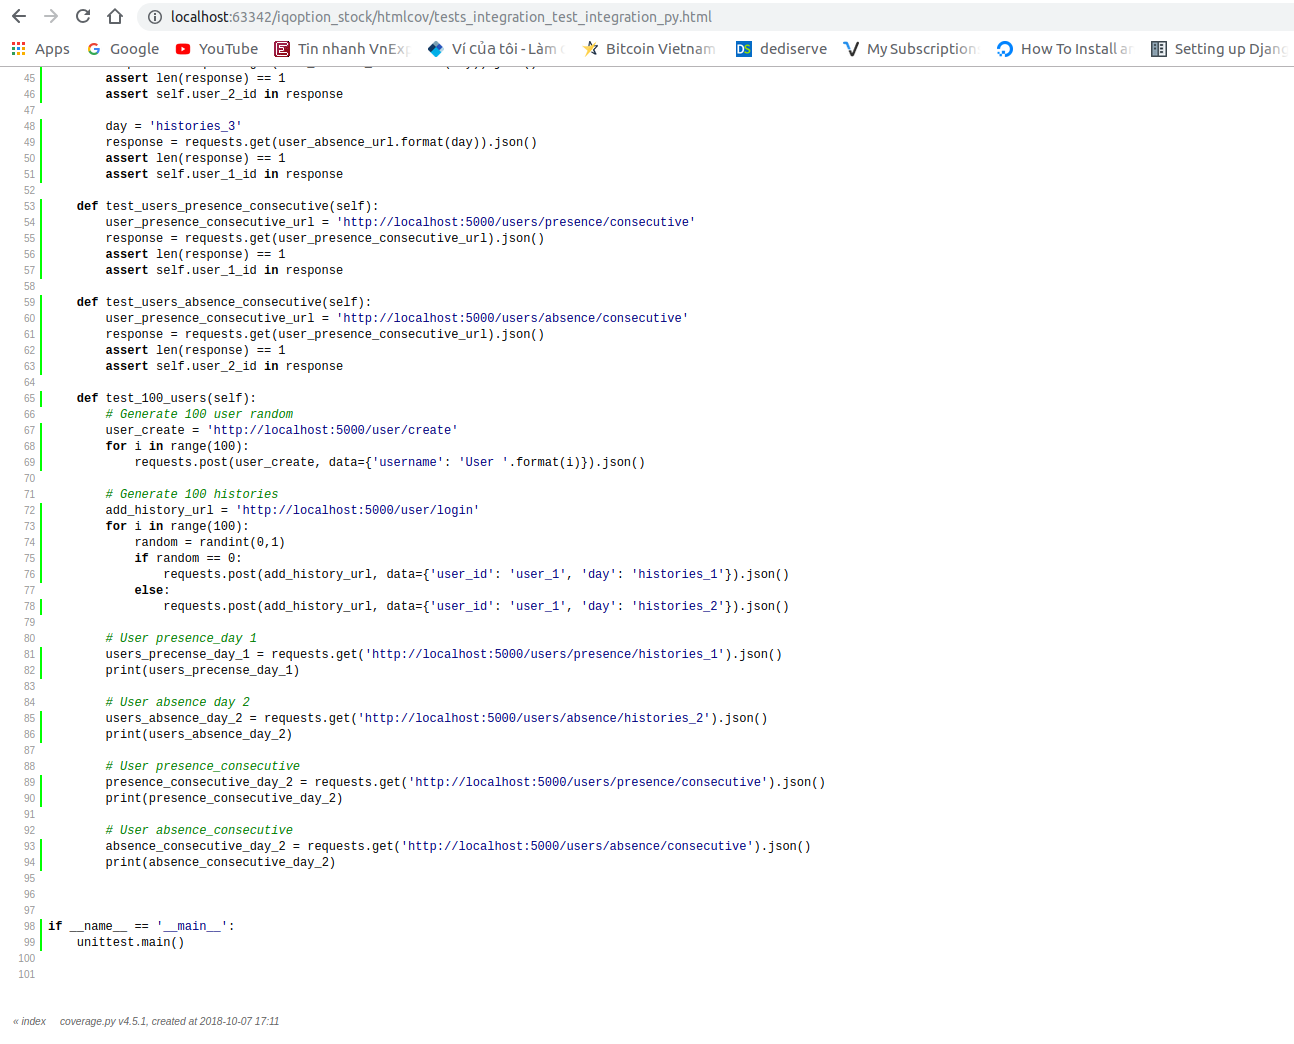 localhost:63342/iqoption_stock/htmlcov/tests_integration_test_integration_py.html
Apps Google YouTube Tin nhanh VnExp Ví của tôi - Làm Bitcoin Vietnam dediserve My Subscription How To Install a Setting up Djang
45 assert len(response) == 1
46 assert self.user_2_id in response
47
48 day = 'histories_3'
49 response = requests.get(user_absence_url.format(day)).json()
50 assert len(response) == 1
51 assert self.user_1_id in response
52
53 def test_users_presence_consecutive(self):
54 user_presence_consecutive_url = 'http://localhost:5000/users/presence/consecutive'
55 response = requests.get(user_presence_consecutive_url).json()
56 assert len(response) == 1
57 assert self.user_1_id in response
58
59 def test_users_absence_consecutive(self):
60 user_presence_consecutive_url = 'http://localhost:5000/users/absence/consecutive'
61 response = requests.get(user_presence_consecutive_url).json()
62 assert len(response) == 1
63 assert self.user_2_id in response
64
65 def test_100_users(self):
66 # Generate 100 user random
67 user_create = 'http://localhost:5000/user/create'
68 for i in range(100):
69 requests.post(user_create, data={'username': 'User '.format(i)}).json()
70
71 # Generate 100 histories
72 add_history_url = 'http://localhost:5000/user/login'
73 for i in range(100):
74 random = randint(0,1)
75 if random == 0:
76 requests.post(add_history_url, data={'user_id': 'user_1', 'day': 'histories_1'}).json()
77 else:
78 requests.post(add_history_url, data={'user_id': 'user_1', 'day': 'histories_2'}).json()
79
80 # User presence_day 1
81 users_precense_day_1 = requests.get('http://localhost:5000/users/presence/histories_1').json()
82 print(users_precense_day_1)
83
84 # User absence day 2
85 users_absence_day_2 = requests.get('http://localhost:5000/users/absence/histories_2').json()
86 print(users_absence_day_2)
87
88 # User presence_consecutive
89 presence_consecutive_day_2 = requests.get('http://localhost:5000/users/presence/consecutive').json()
90 print(presence_consecutive_day_2)
91
92 # User absence_consecutive
93 absence_consecutive_day_2 = requests.get('http://localhost:5000/users/absence/consecutive').json()
94 print(absence_consecutive_day_2)
95
96
97
98 if __name__ == '__main__':
99 unittest.main()
100
101
« index coverage.py v4.5.1, created at 2018-10-07 17:11